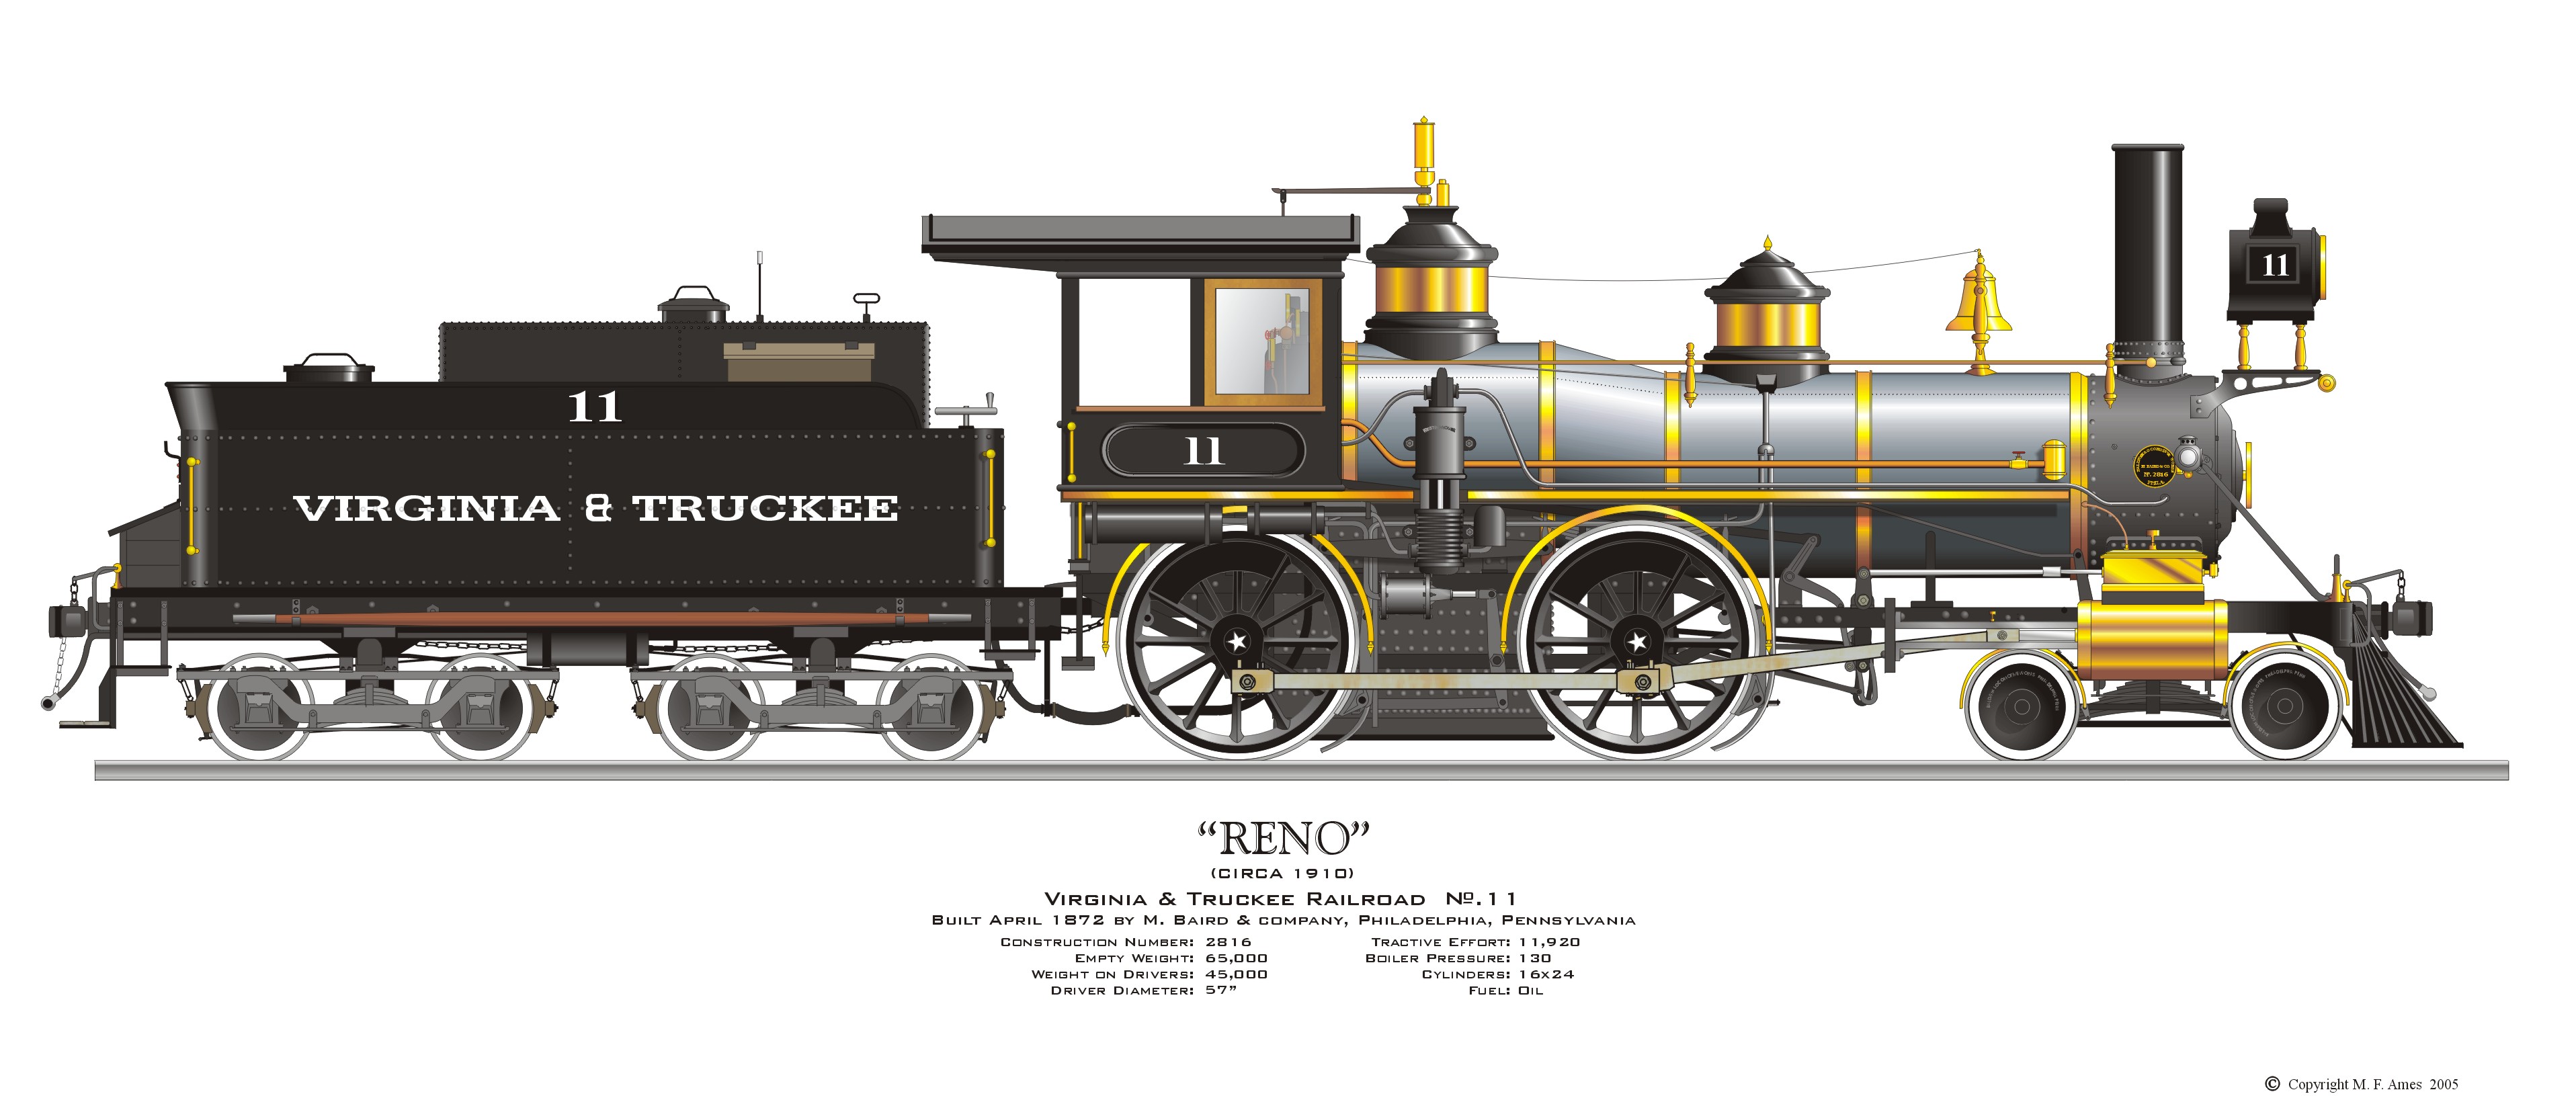 11
11
11
VIRGINIA & TRUCKEE
Nº. 2816
“RENO”
(CIRCA 1910)
VIRGINIA & TRUCKEE RAILROAD Nº.11
BUILT APRIL 1872 BY M. BAIRD & COMPANY, PHILADELPHIA, PENNSYLVANIA
CONSTRUCTION NUMBER: 2816 TRACTIVE EFFORT: 11,920
EMPTY WEIGHT: 65,000 BOILER PRESSURE: 130
WEIGHT ON DRIVERS: 45,000 CYLINDERS: 16x24
DRIVER DIAMETER: 57” FUEL: OIL
© Copyright M. F. Ames 2005